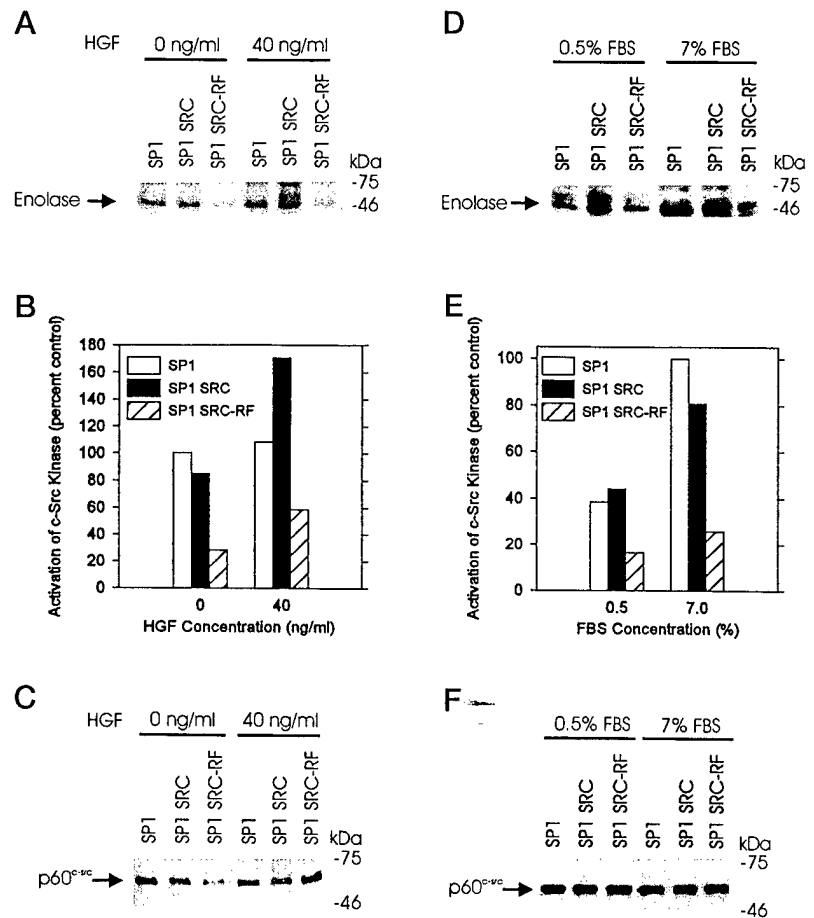 A
HGF 0 ng/ml 40 ng/ml
SP1 SP1 SRC SP1 SRC-RF SP1 SP1 SRC SP1 SRC-RF
kDa
-75
Enolase
-46
B
Activation of c-Src Kinase (percent control)
180
160
140
120
100
80
60
40
20
0
SP1
SP1 SRC
SP1 SRC-RF
0 40
HGF Concentration (ng/ml)
C
HGF 0 ng/ml 40 ng/ml
SP1 SP1 SRC SP1 SRC-RF SP1 SP1 SRC SP1 SRC-RF
kDa
-75
p60c-src
-46
D
0.5% FBS 7% FBS
SP1 SP1 SRC SP1 SRC-RF SP1 SP1 SRC SP1 SRC-RF
kDa
-75
Enolase
-46
E
Activation of c-Src Kinase (percent control)
100
80
60
40
20
0
SP1
SP1 SRC
SP1 SRC-RF
0.5 7.0
FBS Concentration (%)
F
0.5% FBS 7% FBS
SP1 SP1 SRC SP1 SRC-RF SP1 SP1 SRC SP1 SRC-RF
kDa
-75
p60c-src
-46